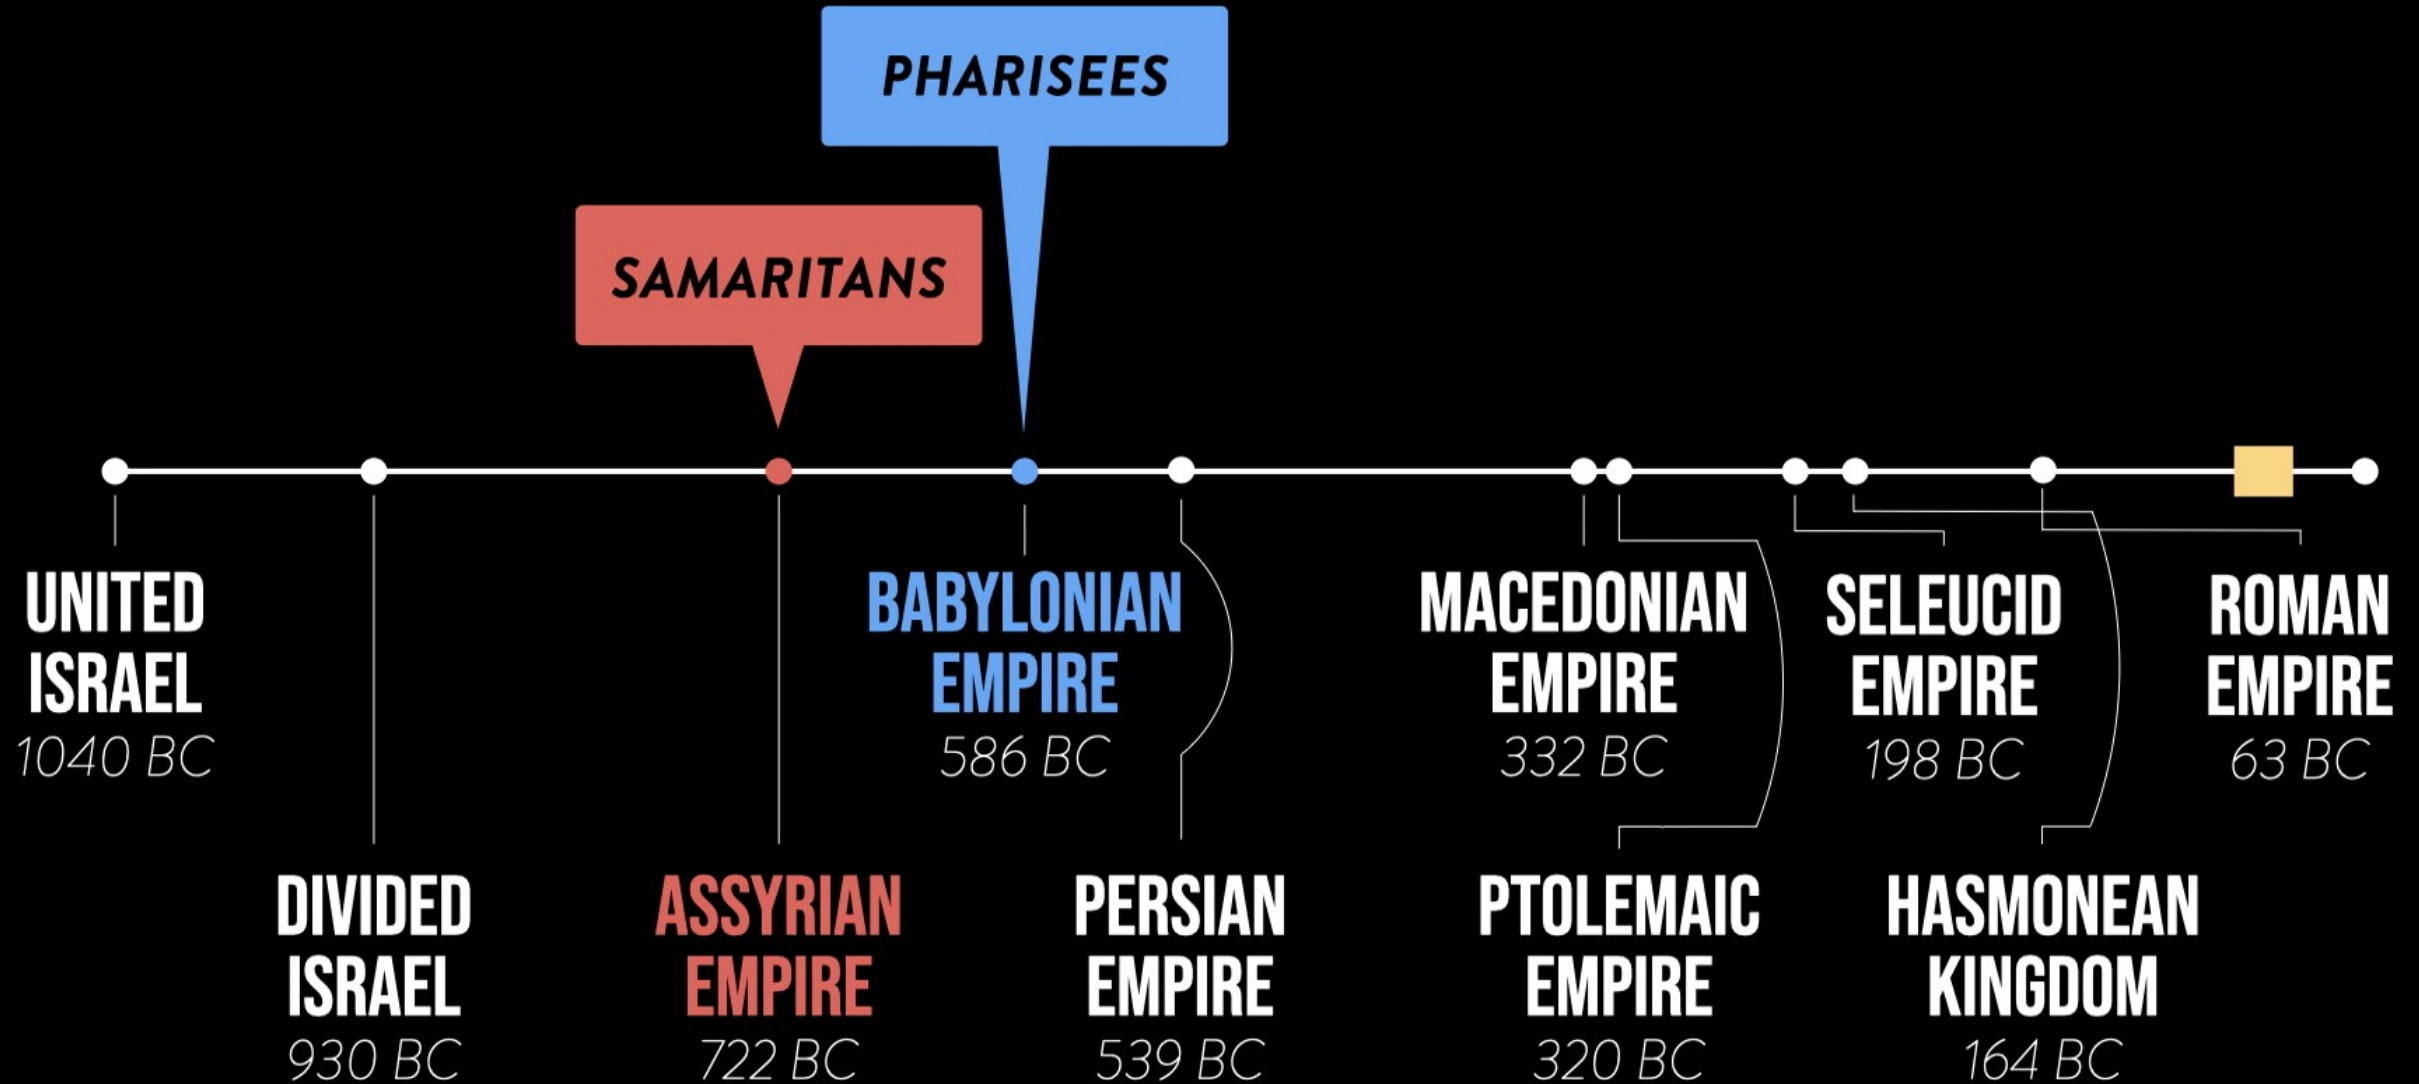 PHARISEES
SAMARITANS
UNITED
ISRAEL
1040 BC
DIVIDED
ISRAEL
930 BC
ASSYRIAN
EMPIRE
722 BC
BABYLONIAN
EMPIRE
586 BC
PERSIAN
EMPIRE
539 BC
MACEDONIAN
EMPIRE
332 BC
PTOLEMAIC
EMPIRE
320 BC
SELEUCID
EMPIRE
198 BC
HASMONEAN
KINGDOM
164 BC
ROMAN
EMPIRE
63 BC